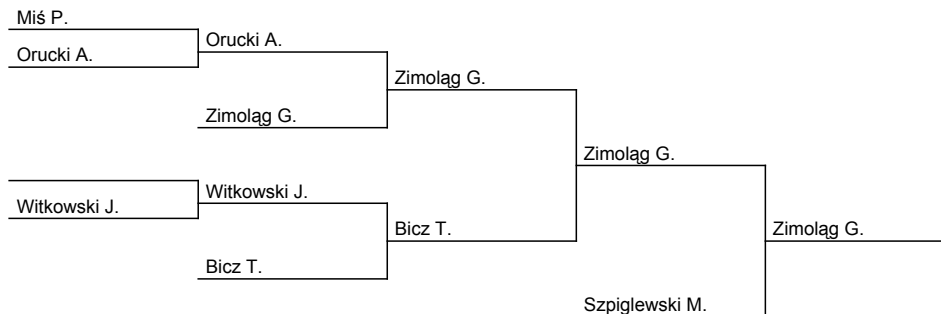 Miś P.
Orucki A.
Orucki A.
Zimoląg G.
Zimoląg G.
Zimoląg G.
Witkowski J.
Witkowski J.
Bicz T.
Zimoląg G.
Bicz T.
Szpiglewski M.